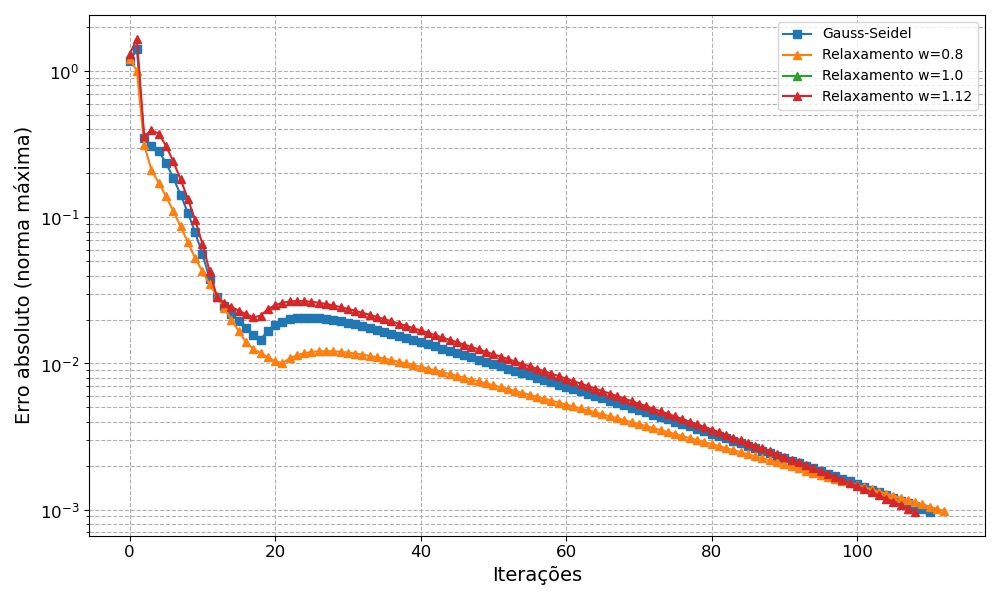 Gauss-Seidel
Relaxamento w=0.8
Relaxamento w=1.0
Relaxamento w=1.12
Erro absoluto (norma máxima)
10⁰
10⁻¹
10⁻²
10⁻³
0 20 40 60 80 100
Iterações